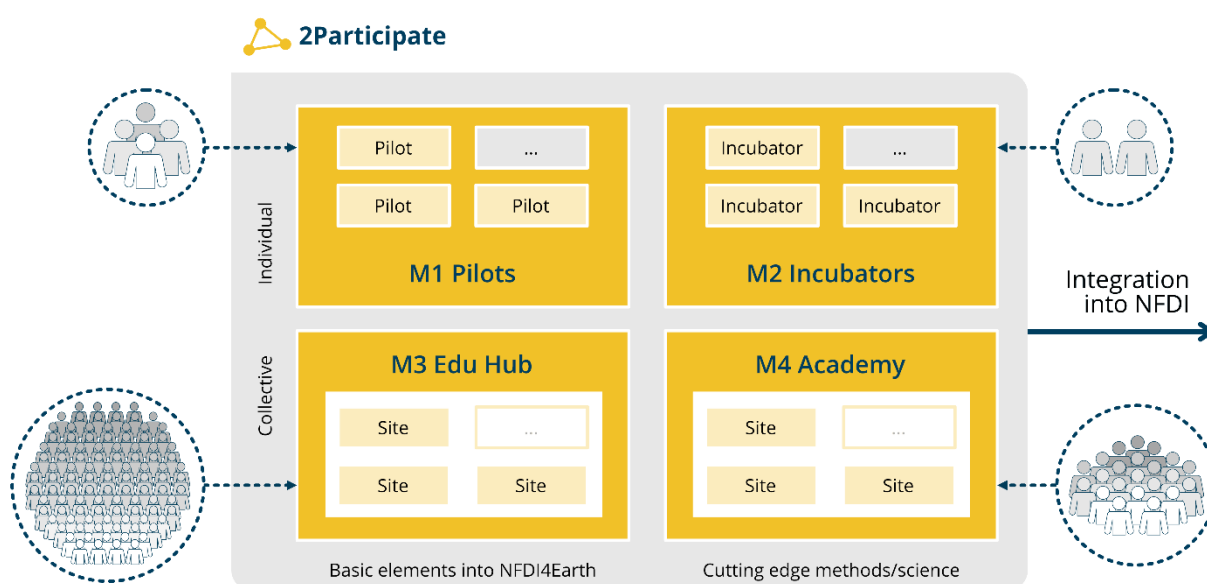 2Participate
Individual
Pilot
...
Pilot
Pilot
M1 Pilots
Incubator
...
Incubator
Incubator
M2 Incubators
Integration
into NFDI
Collective
M3 Edu Hub
Site
...
Site
Site
M4 Academy
Site
...
Site
Site
Basic elements into NFDI4Earth
Cutting edge methods/science